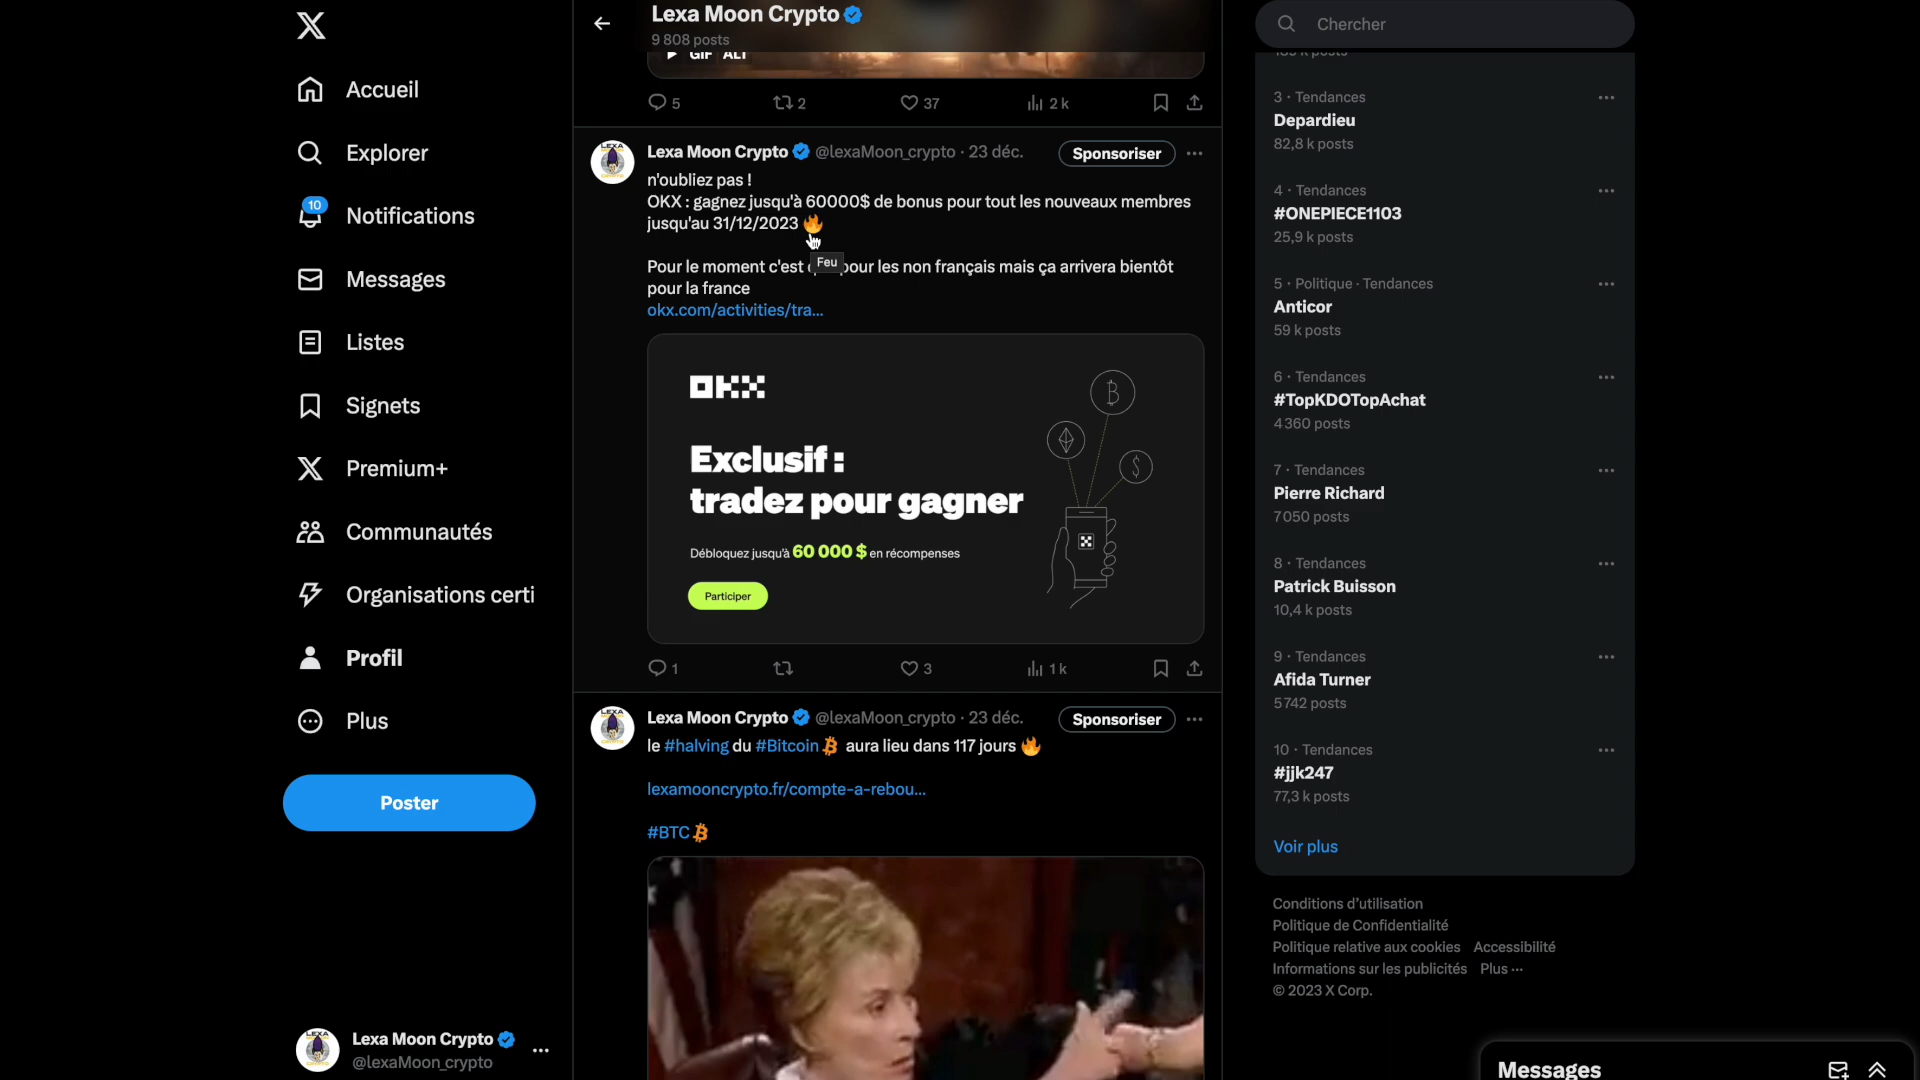 Accueil
Explorer
10
Notifications
Messages
Listes
Signets
Premium+
Communautés
Organisations certi
Profil
Plus
Poster
Lexa Moon Crypto
@lexaMoon_crypto
Lexa Moon Crypto
9 808 posts
GIF ALT
5 2 37 2 k
Lexa Moon Crypto @lexaMoon_crypto · 23 déc.
Sponsoriser
n'oubliez pas !
OKX : gagnez jusqu'à 60000$ de bonus pour tout les nouveaux membres
jusqu'au 31/12/2023
Feu
Pour le moment c'est pour les non français mais ça arrivera bientôt
pour la france
okx.com/activities/tra...
OKX
Exclusif :
tradez pour gagner
Débloquez jusqu'à 60 000 $ en récompenses
Participer
1 3 1 k
Lexa Moon Crypto @lexaMoon_crypto · 23 déc.
Sponsoriser
le #halving du #Bitcoin aura lieu dans 117 jours
lexamooncrypto.fr/compte-a-rebou...
#BTC
Chercher
3 · Tendances
Depardieu
82,8 k posts
4 · Tendances
#ONEPIECE1103
25,9 k posts
5 · Politique · Tendances
Anticor
59 k posts
6 · Tendances
#TopKDOTopAchat
4 360 posts
7 · Tendances
Pierre Richard
7 050 posts
8 · Tendances
Patrick Buisson
10,4 k posts
9 · Tendances
Afida Turner
5 742 posts
10 · Tendances
#jjk247
77,3 k posts
Voir plus
Conditions d'utilisation
Politique de Confidentialité
Politique relative aux cookies Accessibilité
Informations sur les publicités Plus ···
© 2023 X Corp.
Messages